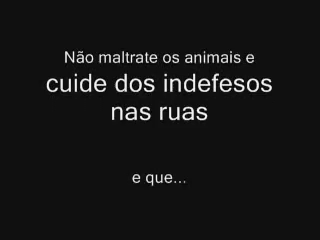 Não maltrate os animais e
cuide dos indefesos
nas ruas
e que...